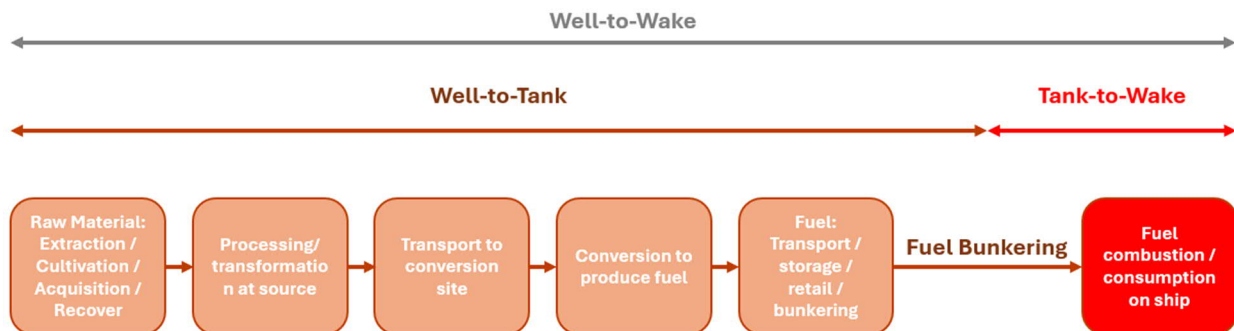 Well-to-Wake
Well-to-Tank
Tank-to-Wake
Raw Material:
Extraction /
Cultivation /
Acquisition /
Recover
Processing/
transformatio
n at source
Transport to
conversion
site
Conversion to
produce fuel
Fuel:
Transport /
storage /
retail /
bunkering
Fuel Bunkering
Fuel
combustion /
consumption
on ship